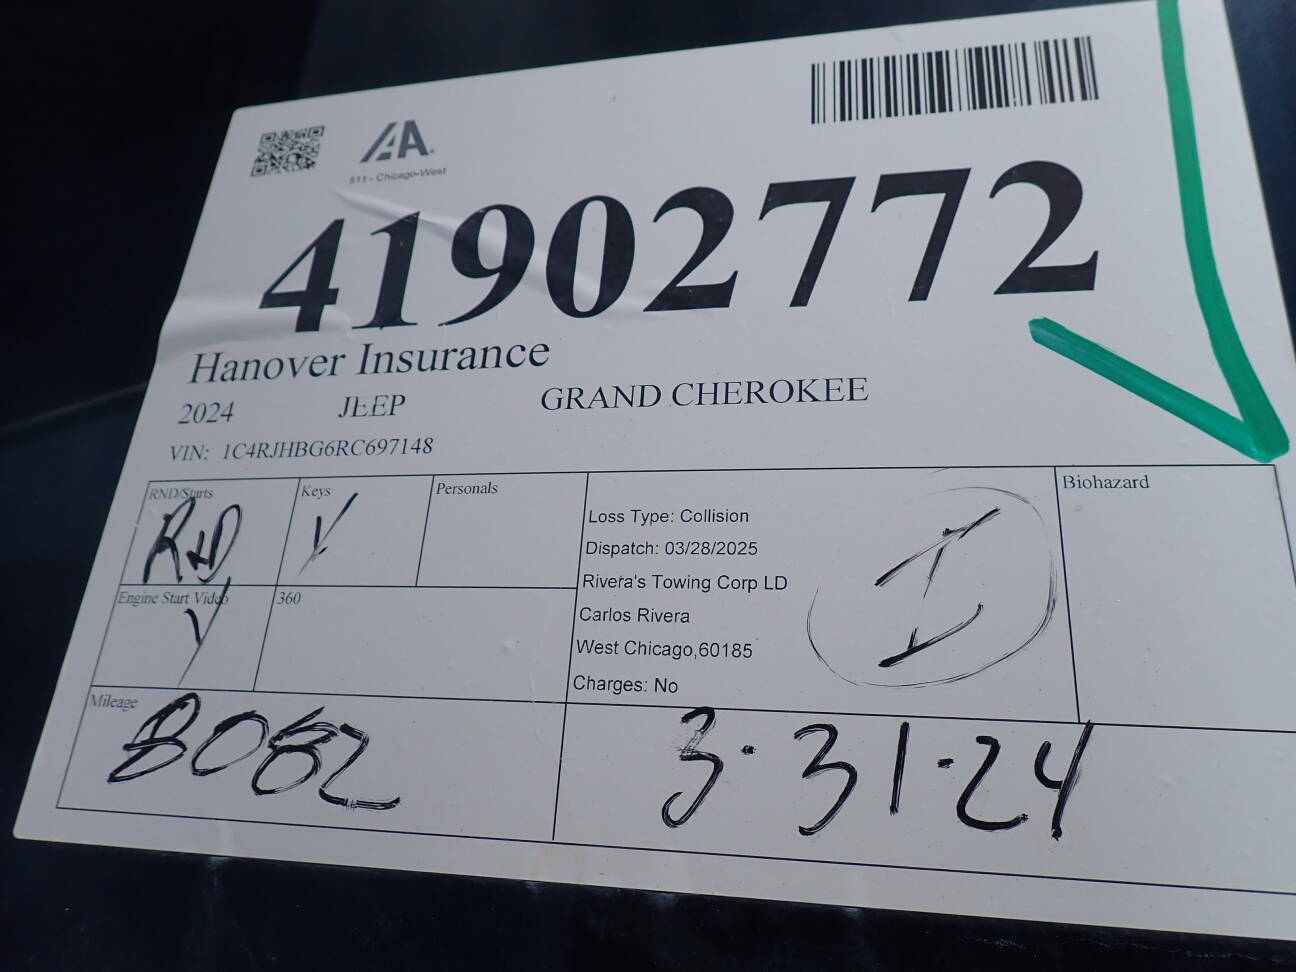 IAA
511 - Chicago-West
41902772
Hanover Insurance
2024 JEEP GRAND CHEROKEE
VIN: 1C4RJHBG6RC697148
RND/Starts Keys Personals Biohazard
R+D Y
Loss Type: Collision
Dispatch: 03/28/2025
Rivera's Towing Corp LD
Carlos Rivera
West Chicago,60185
Charges: No
Engine Start Video 360
Y
Mileage
8082 3·31·24